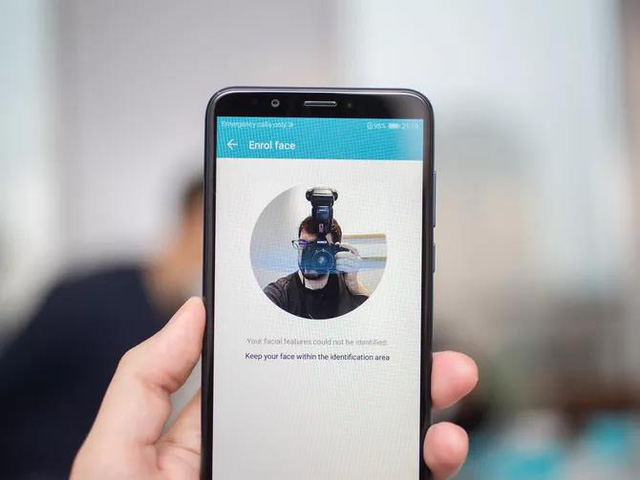 Emergency calls only
Enrol face
Your facial features could not be identified.
Keep your face within the identification area